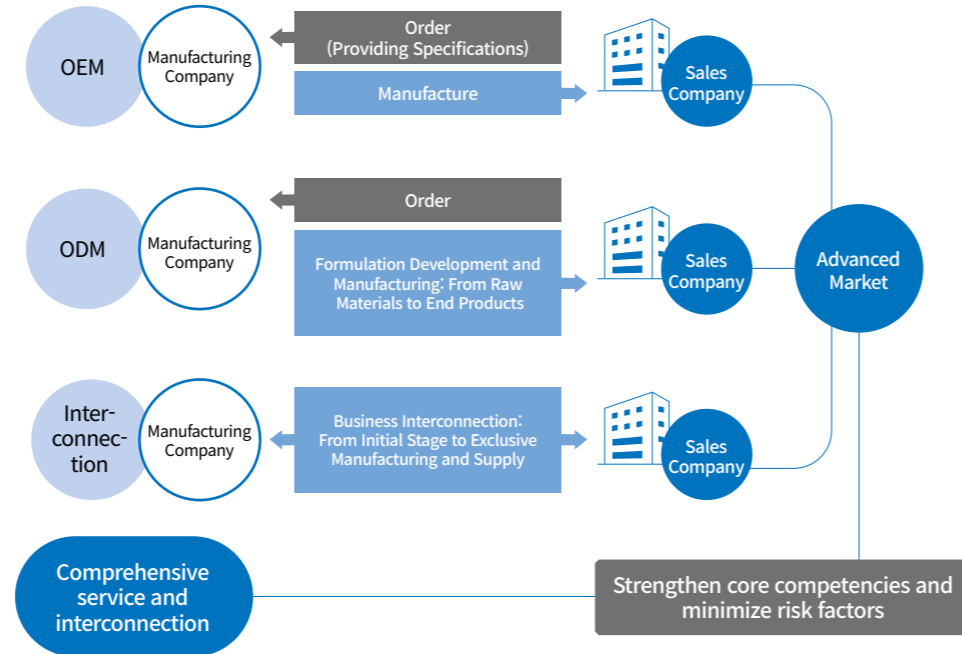 OEM
Manufacturing
Company
Order
(Providing Specifications)
Manufacture
Sales
Company
ODM
Manufacturing
Company
Order
Formulation Development and
Manufacturing: From Raw
Materials to End Products
Sales
Company
Advanced
Market
Inter-
connec-
tion
Manufacturing
Company
Business Interconnection:
From Initial Stage to Exclusive
Manufacturing and Supply
Sales
Company
Comprehensive
service and
interconnection
Strengthen core competencies and
minimize risk factors